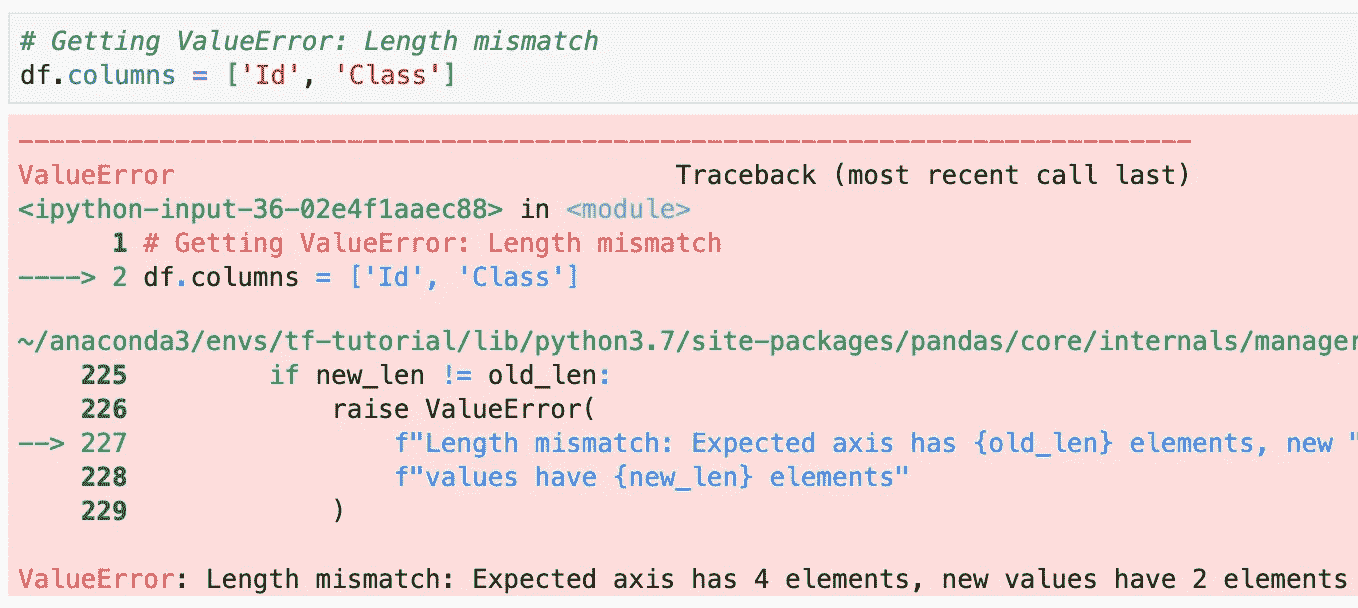 # Getting ValueError: Length mismatch
df.columns = ['Id', 'Class']
---------------------------------------------------------------------------
ValueError                                Traceback (most recent call last)
<ipython-input-36-02e4f1aaec88> in <module>
      1 # Getting ValueError: Length mismatch
----> 2 df.columns = ['Id', 'Class']
~/anaconda3/envs/tf-tutorial/lib/python3.7/site-packages/pandas/core/internals/manager
    225         if new_len != old_len:
    226             raise ValueError(
--> 227                 f"Length mismatch: Expected axis has {old_len} elements, new "
    228                 f"values have {new_len} elements"
    229             )
ValueError: Length mismatch: Expected axis has 4 elements, new values have 2 elements